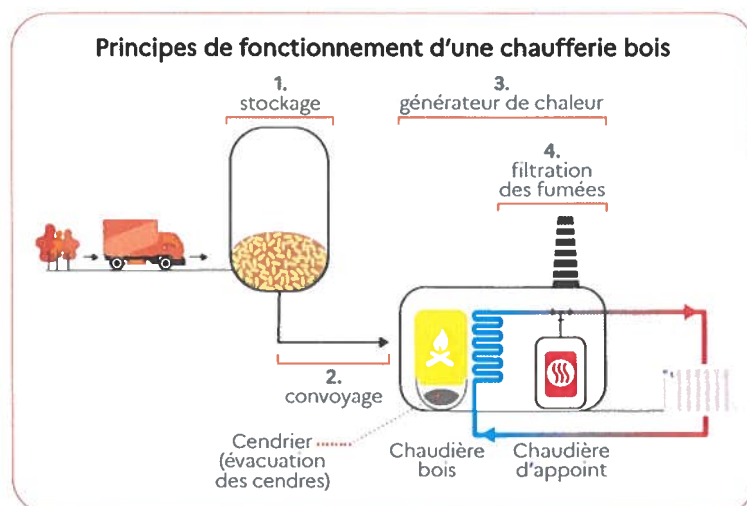 Principes de fonctionnement d'une chaufferie bois
1.
stockage
3.
générateur de chaleur
4.
filtration
des fumées
2.
convoyage
Cendrier
(évacuation
des cendres)
Chaudière
bois
Chaudière
d'appoint